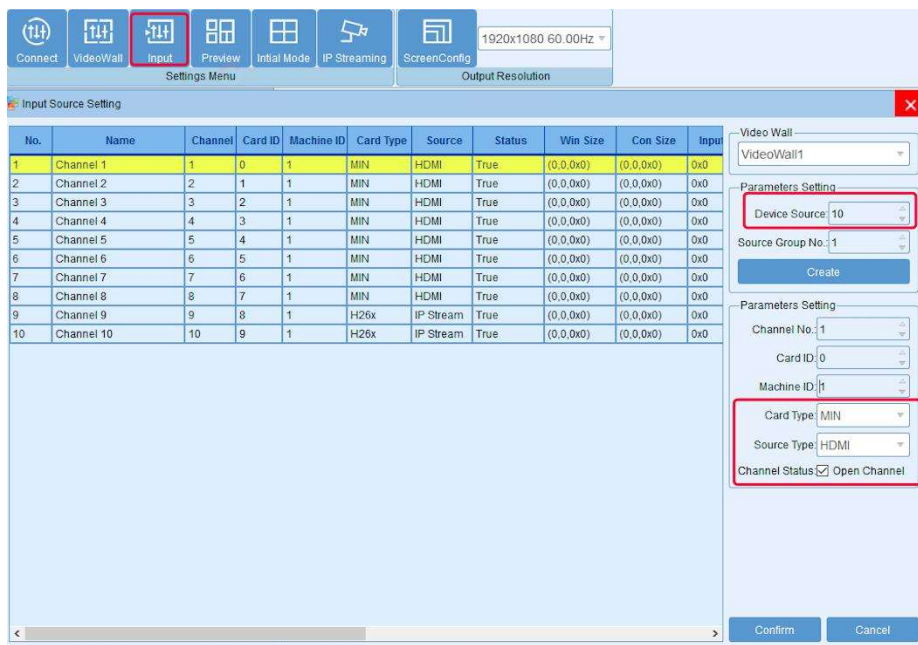 1920x1080 60.00Hz
Connect VideoWall Input Preview Intial Mode IP Streaming ScreenConfig
Settings Menu Output Resolution
Input Source Setting
No. Name Channel Card ID Machine ID Card Type Source Status Win Size Con Size Input
1 Channel 1 1 0 1 MIN HDMI True (0,0,0x0) (0,0,0x0) 0x0
2 Channel 2 2 1 1 MIN HDMI True (0,0,0x0) (0,0,0x0) 0x0
3 Channel 3 3 2 1 MIN HDMI True (0,0,0x0) (0,0,0x0) 0x0
4 Channel 4 4 3 1 MIN HDMI True (0,0,0x0) (0,0,0x0) 0x0
5 Channel 5 5 4 1 MIN HDMI True (0,0,0x0) (0,0,0x0) 0x0
6 Channel 6 6 5 1 MIN HDMI True (0,0,0x0) (0,0,0x0) 0x0
7 Channel 7 7 6 1 MIN HDMI True (0,0,0x0) (0,0,0x0) 0x0
8 Channel 8 8 7 1 MIN HDMI True (0,0,0x0) (0,0,0x0) 0x0
9 Channel 9 9 8 1 H26x IP Stream True (0,0,0x0) (0,0,0x0) 0x0
10 Channel 10 10 9 1 H26x IP Stream True (0,0,0x0) (0,0,0x0) 0x0
Video Wall
VideoWall1
Parameters Setting
Device Source: 10
Source Group No.: 1
Create
Parameters Setting
Channel No.: 1
Card ID: 0
Machine ID: 1
Card Type: MIN
Source Type: HDMI
Channel Status: Open Channel
Confirm Cancel